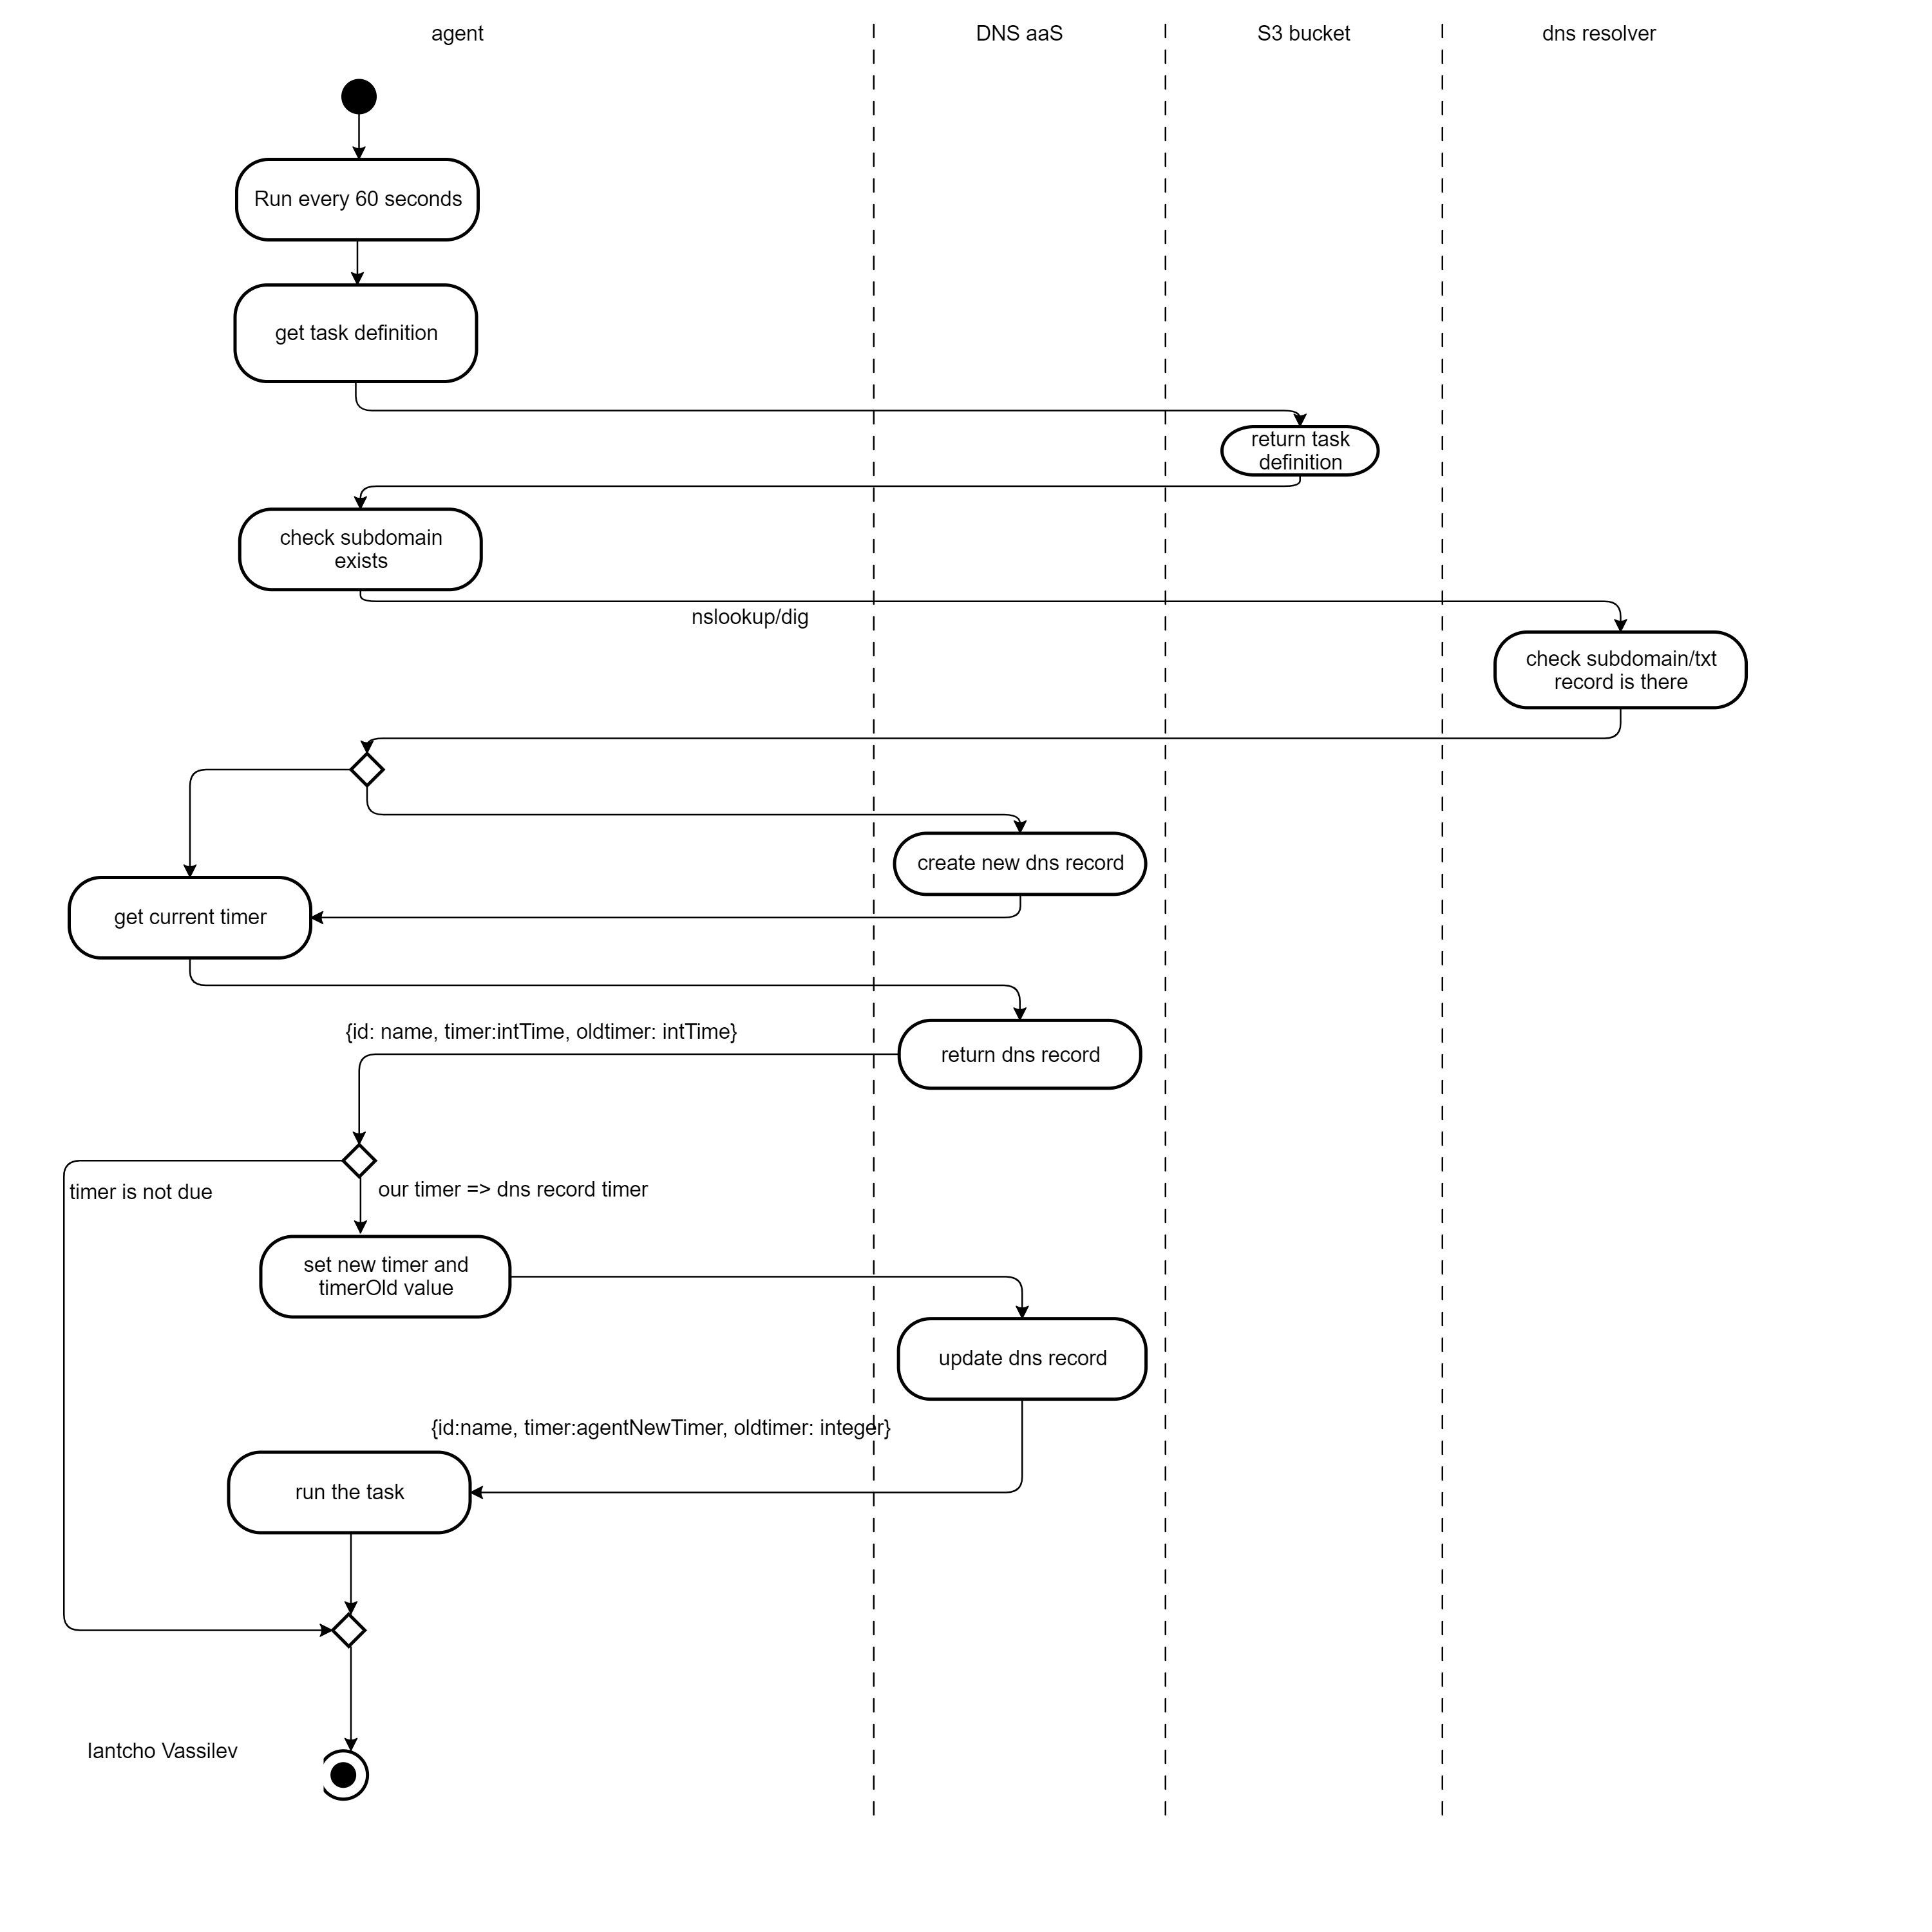 agent
DNS aaS
S3 bucket
dns resolver
Run every 60 seconds
get task definition
return task
definition
check subdomain
exists
nslookup/dig
check subdomain/txt
record is there
create new dns record
get current timer
{id: name, timer:intTime, oldtimer: intTime}
return dns record
timer is not due
our timer => dns record timer
set new timer and
timerOld value
update dns record
{id:name, timer:agentNewTimer, oldtimer: integer}
run the task
Iantcho Vassilev